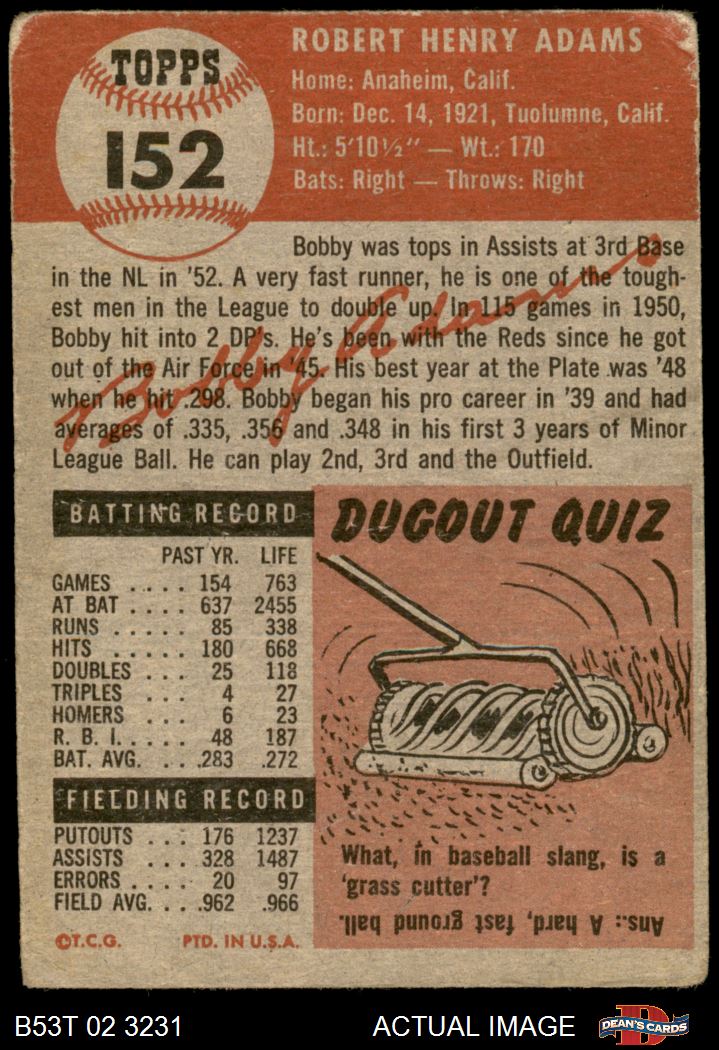 TOPPS
152
ROBERT HENRY ADAMS
Home: Anaheim, Calif.
Born: Dec. 14, 1921, Tuolumne, Calif.
Ht.: 5'10½" — Wt.: 170
Bats: Right — Throws: Right
Bobby was tops in Assists at 3rd Base
in the NL in '52. A very fast runner, he is one of the tough-
est men in the League to double up. In 115 games in 1950,
Bobby hit into 2 DP's. He's been with the Reds since he got
out of the Air Force in '45. His best year at the Plate was '48
when he hit .298. Bobby began his pro career in '39 and had
averages of .335, .356 and .348 in his first 3 years of Minor
League Ball. He can play 2nd, 3rd and the Outfield.
Bobby Adams
BATTING RECORD
PAST YR. LIFE
GAMES . . . . 154 763
AT BAT . . . . 637 2455
RUNS . . . . . . 85 338
HITS . . . . . . 180 668
DOUBLES . . . 25 118
TRIPLES . . . 4 27
HOMERS . . . 6 23
R. B. I. . . . . . 48 187
BAT. AVG. . . .283 .272
FIELDING RECORD
PUTOUTS . . . 176 1237
ASSISTS . . . 328 1487
ERRORS . . . . 20 97
FIELD AVG. . . .962 .966
©T.C.G. PTD. IN U.S.A.
DUGOUT QUIZ
What, in baseball slang, is a
'grass cutter'?
Ans.: A hard, fast ground ball.
B53T 02 3231
ACTUAL IMAGE
D
DEAN'S CARDS